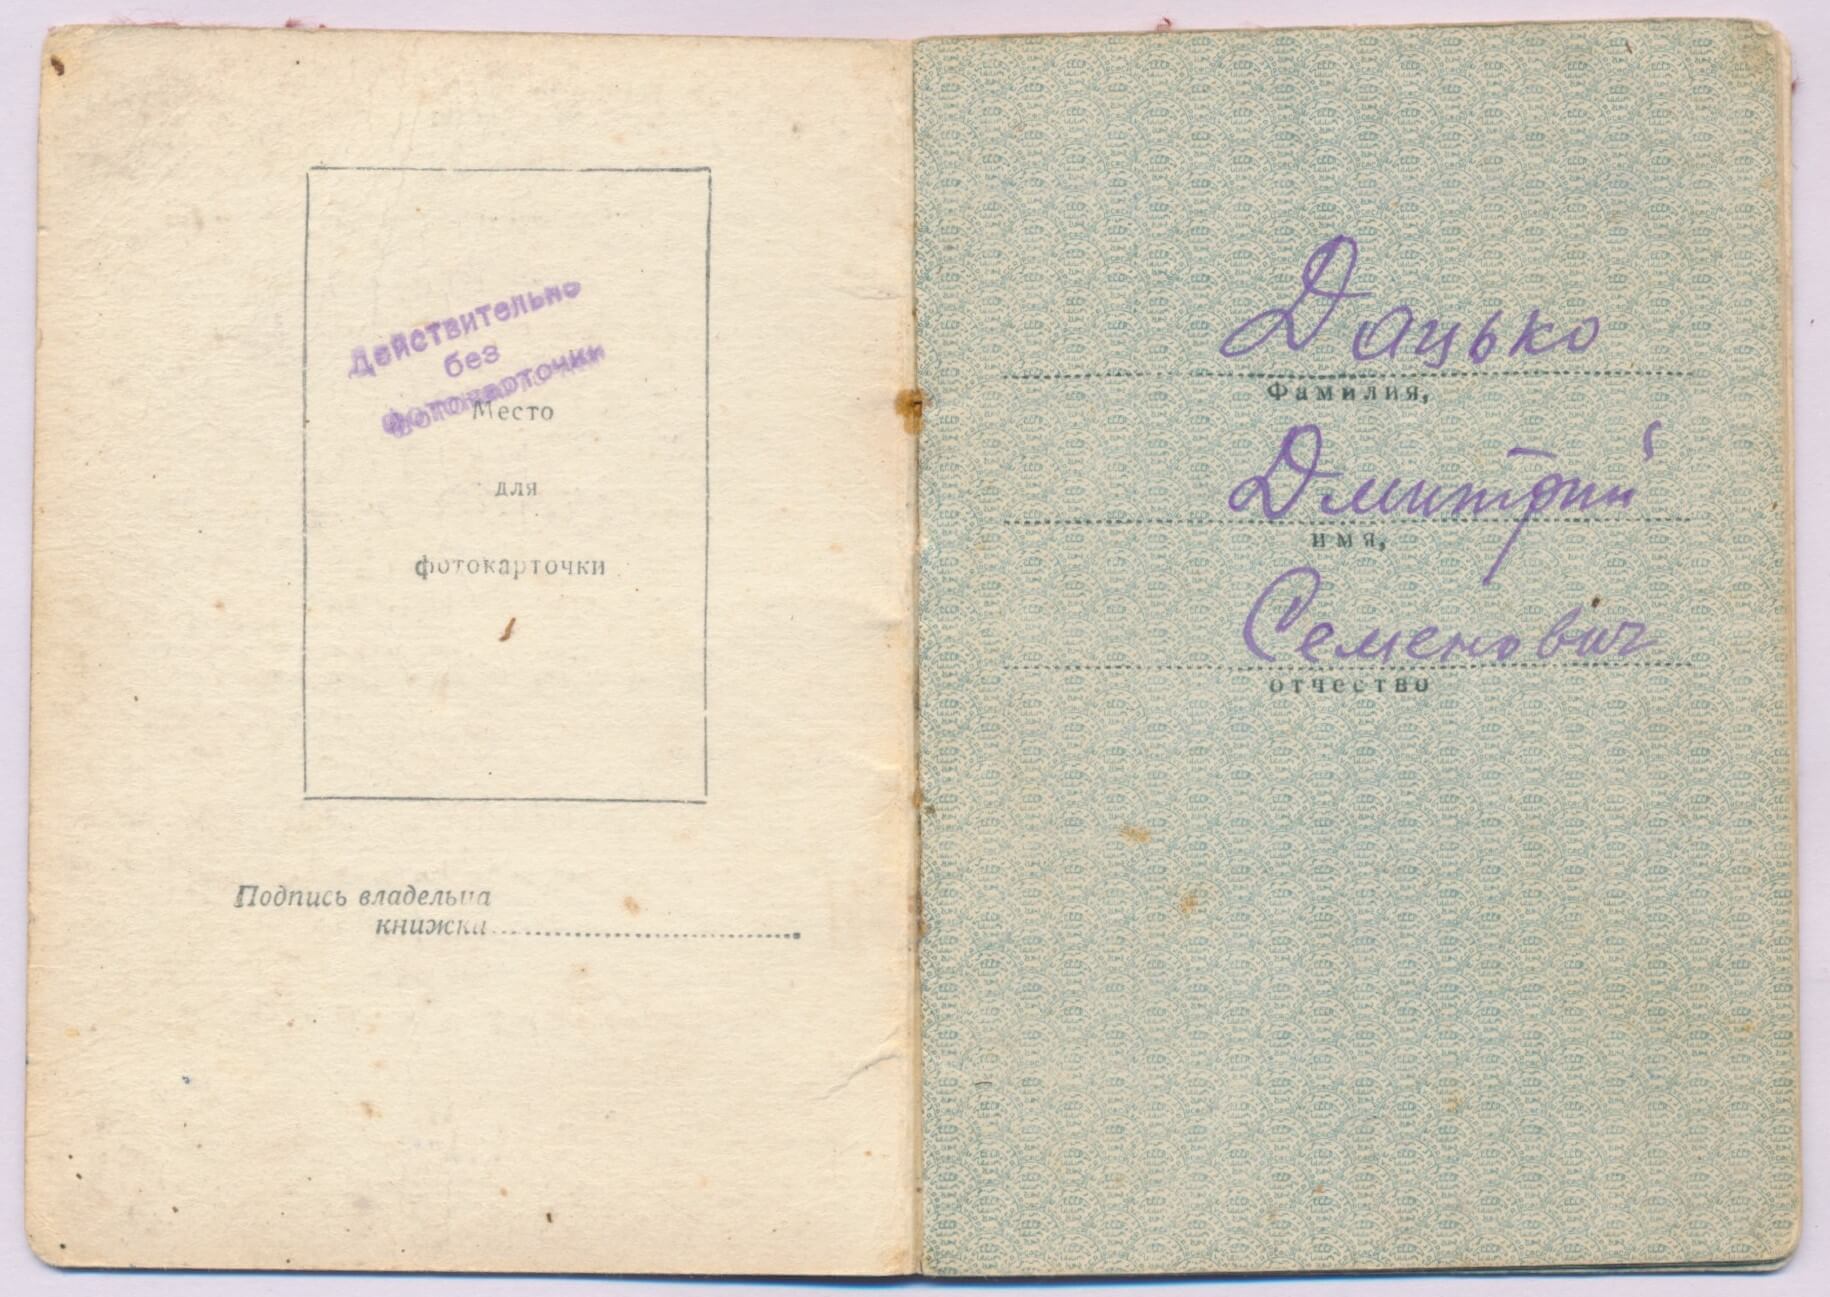 Действительно
без
фотокарточки
Место
для
фотокарточки
Подпись владельца
книжки
Дацько
Фамилия,
Дмитрий
имя,
Семенович
отчество